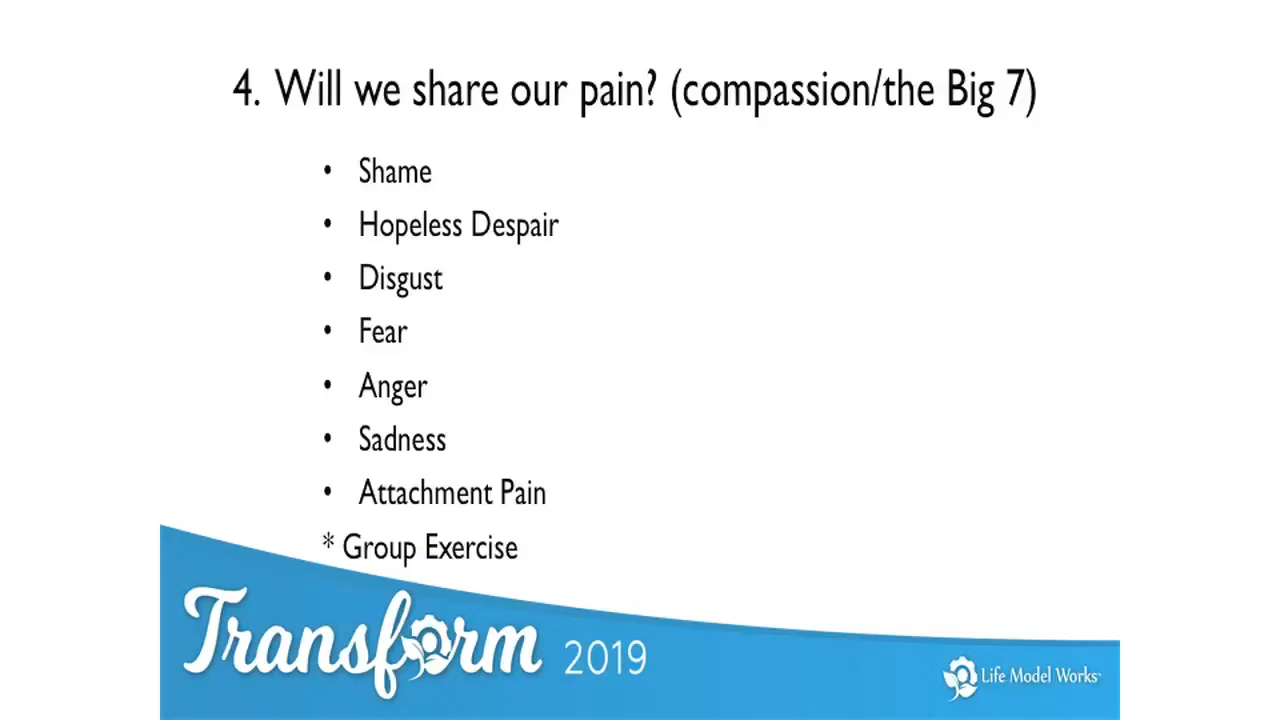 4. Will we share our pain? (compassion/the Big 7)
• Shame
• Hopeless Despair
• Disgust
• Fear
• Anger
• Sadness
• Attachment Pain
* Group Exercise
Transform 2019
Life Model Works